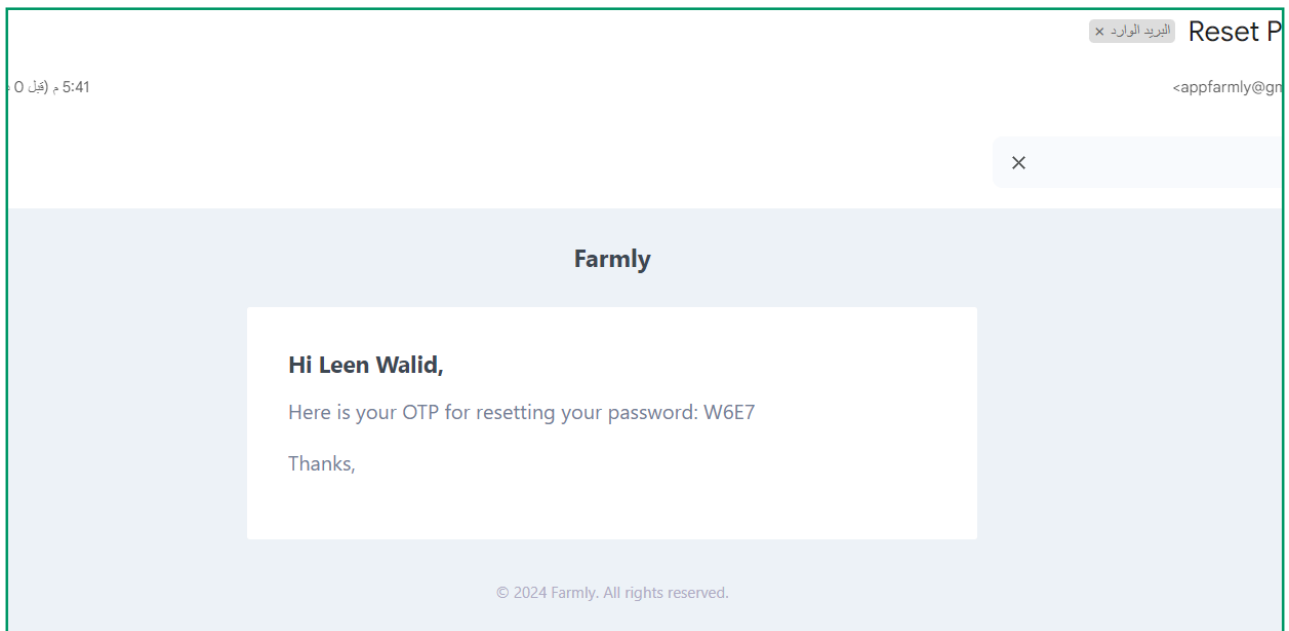 Reset P
البريد الوارد ×
<appfarmly@gm
5:41 م (قبل 0
Farmly
Hi Leen Walid,
Here is your OTP for resetting your password: W6E7
Thanks,
© 2024 Farmly. All rights reserved.